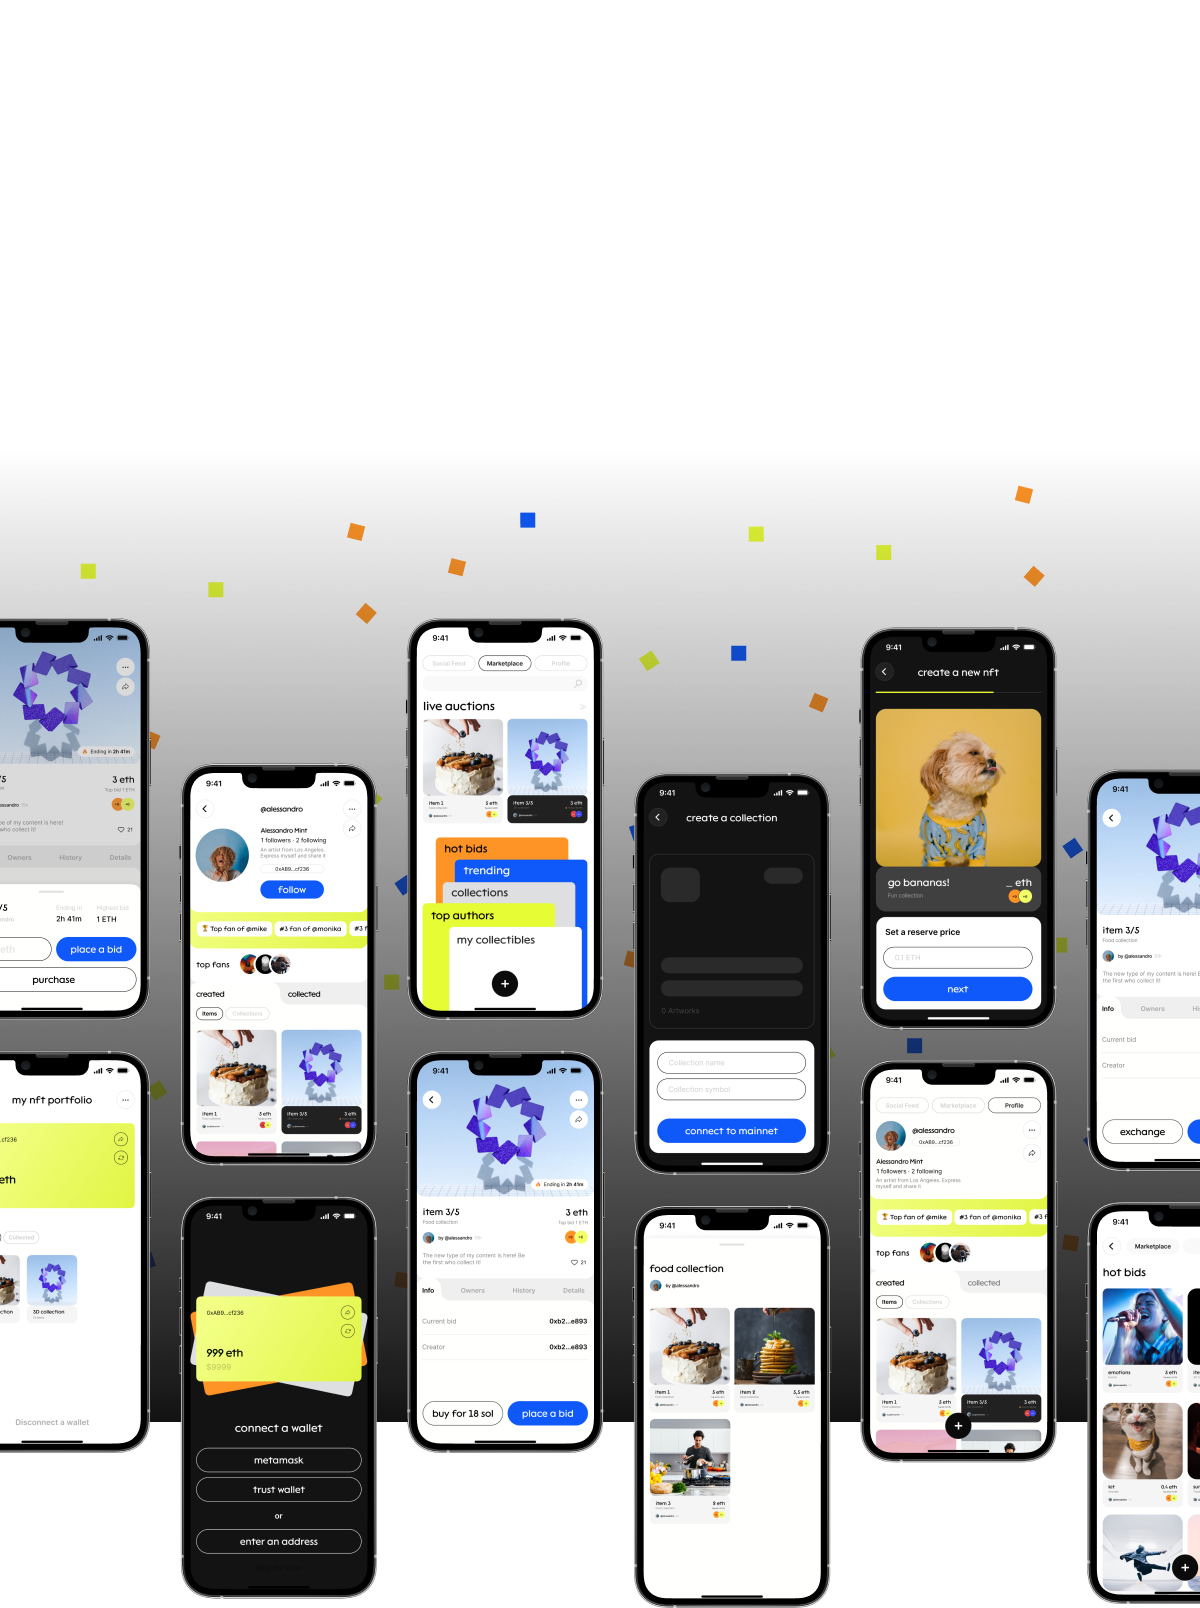 🔥 Ending in 2h 41m
/5
3 eth
Top bid 1 ETH
21
Owners
History
Details
/5
Ending in
Highest bid
2h 41m
1 ETH
eth
place a bid
purchase
my nft portfolio
...cf236
eth
Collected
3D collection
Disconnect a wallet
9:41
@alessandro
Alessandro Mint
1 followers · 2 following
An artist from Los Angeles.
Express myself and share it
0xAB9...cf236
follow
🏆 Top fan of @mike
#3 fan of @monika
#3 f
top fans
created
collected
Items
Collections
item 1
3 eth
item 3/3
3 eth
9:41
0xAB9...cf236
999 eth
$9999
connect a wallet
metamask
trust wallet
or
enter an address
9:41
Social Feed
Marketplace
Profile
live auctions
>
item 1
3 eth
item 3/3
3 eth
hot bids
trending
collections
top authors
my collectibles
+
9:41
🔥 Ending in 2h 41m
item 3/5
3 eth
Food collection
Top bid 1 ETH
by @alessandro
The new type of my content is here! Be
the first who collect it!
21
Info
Owners
History
Details
Current bid
0xb2...e893
Creator
0xb2...e893
buy for 18 sol
place a bid
9:41
create a collection
0 Artworks
Collection name
Collection symbol
connect to mainnet
9:41
food collection
by @alessandro
item 1
3 eth
item 2
5,5 eth
item 3
9:41
create a new nft
go bananas!
_ eth
Fun collection
Set a reserve price
0.1 ETH
next
9:41
Social Feed
Marketplace
Profile
@alessandro
0xAB9...cf236
Alessandro Mint
1 followers · 2 following
An artist from Los Angeles. Express
myself and share it
🏆 Top fan of @mike
#3 fan of @monika
#3 f
top fans
created
collected
Items
Collections
item 1
3 eth
item 3/3
3 eth
+
9:41
item 3/5
Food collection
by @alessandro
The new type of my content is here! B
the first who collect it!
Info
Owners
Hi
Current bid
Creator
exchange
9:41
Marketplace
hot bids
emotions
3 eth
kit
0,4 eth
+